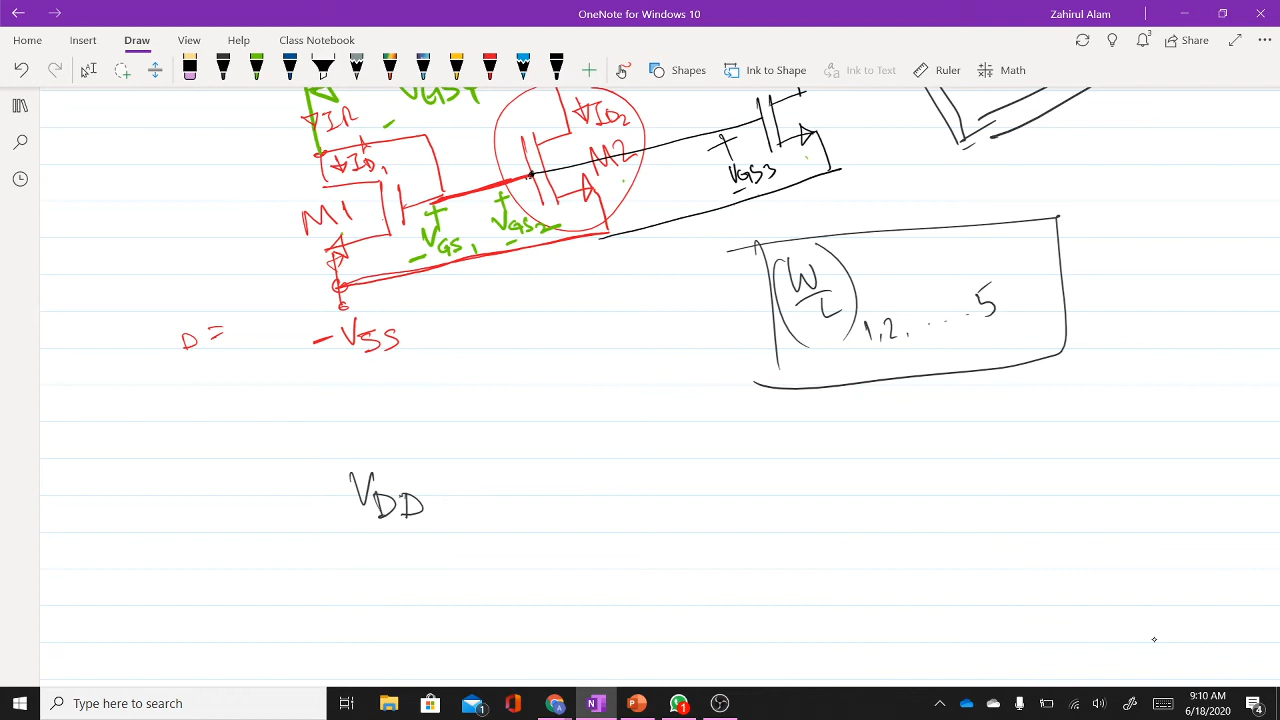 OneNote for Windows 10
Zahirul Alam
Home Insert Draw View Help Class Notebook
Share
Shapes Ink to Shape Ink to Text Ruler Math
VGS4
IR
ID2
ID1
M2
VGS3
M1
VGS1
VGS2
W/L 1,2, ..... 5
D =
-VSS
VDD
Type here to search
9:10 AM
6/18/2020